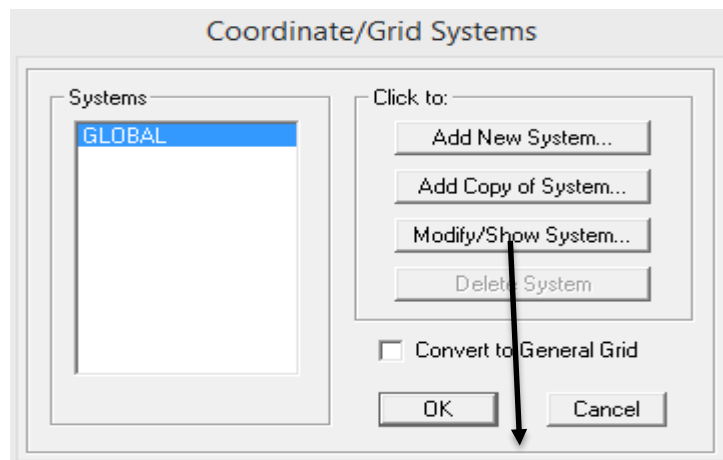 Coordinate/Grid Systems
Systems
GLOBAL
Click to:
Add New System...
Add Copy of System...
Modify/Show System...
Delete System
Convert to General Grid
OK
Cancel